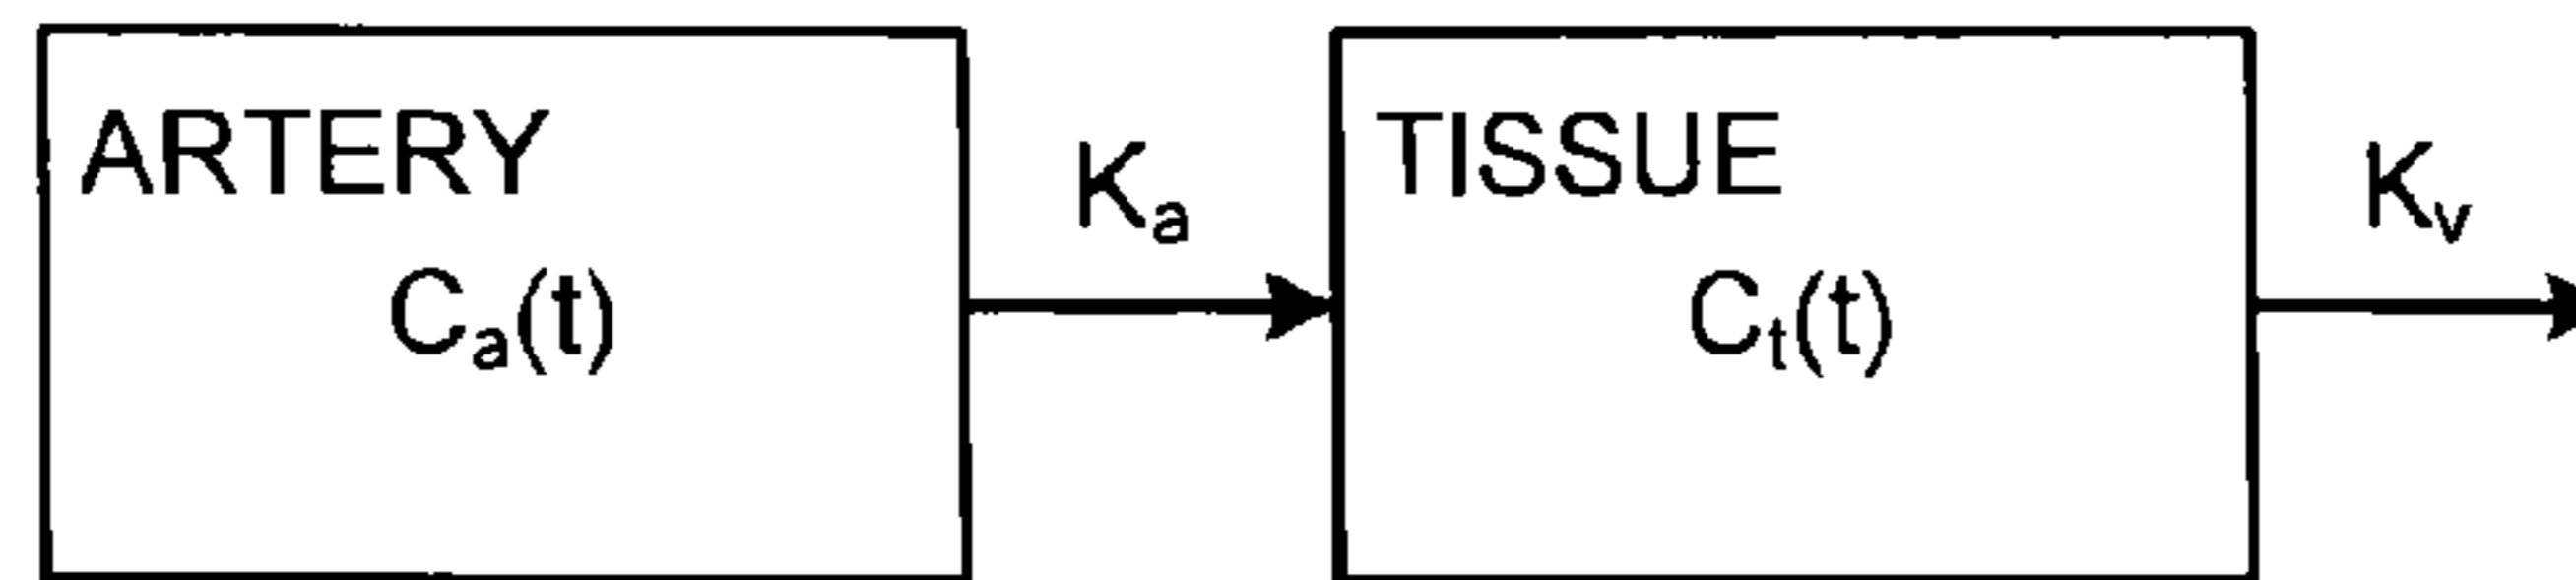 ARTERY
Cₐ(t)
Kₐ
TISSUE
Cₜ(t)
Kᵥ